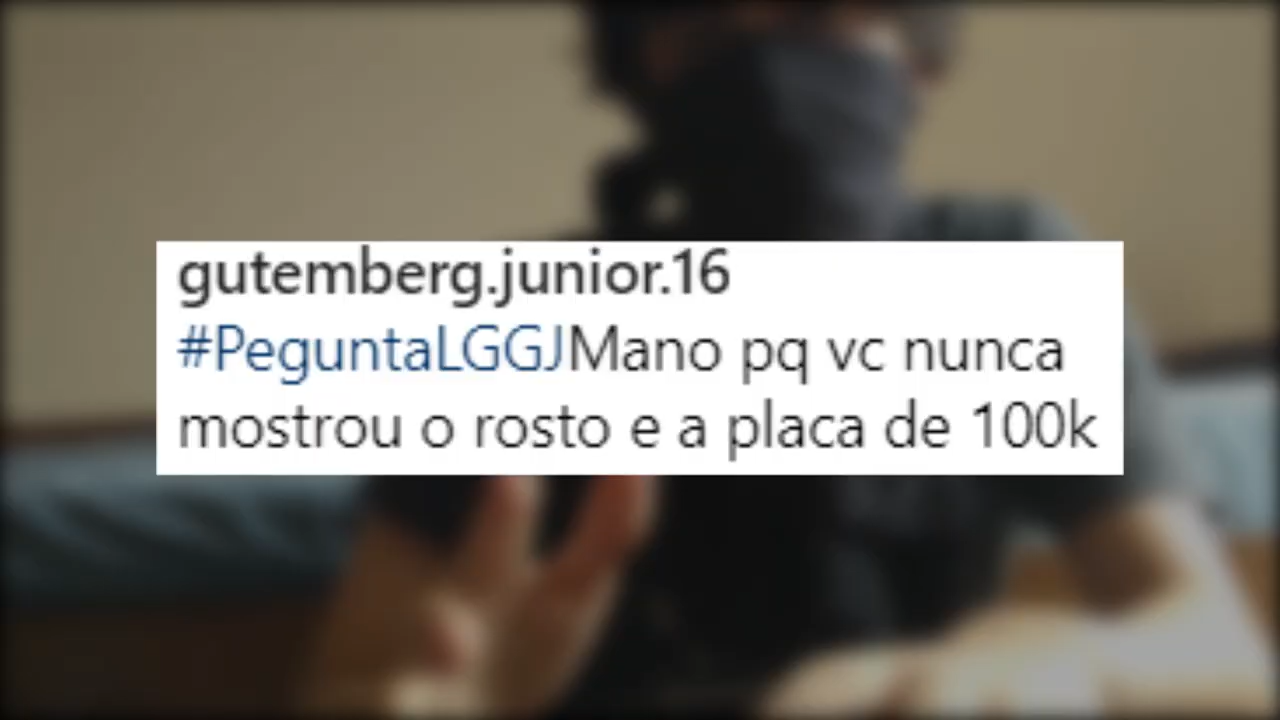 gutemberg.junior.16
#PeguntaLGGJMano pq vc nunca
mostrou o rosto e a placa de 100k